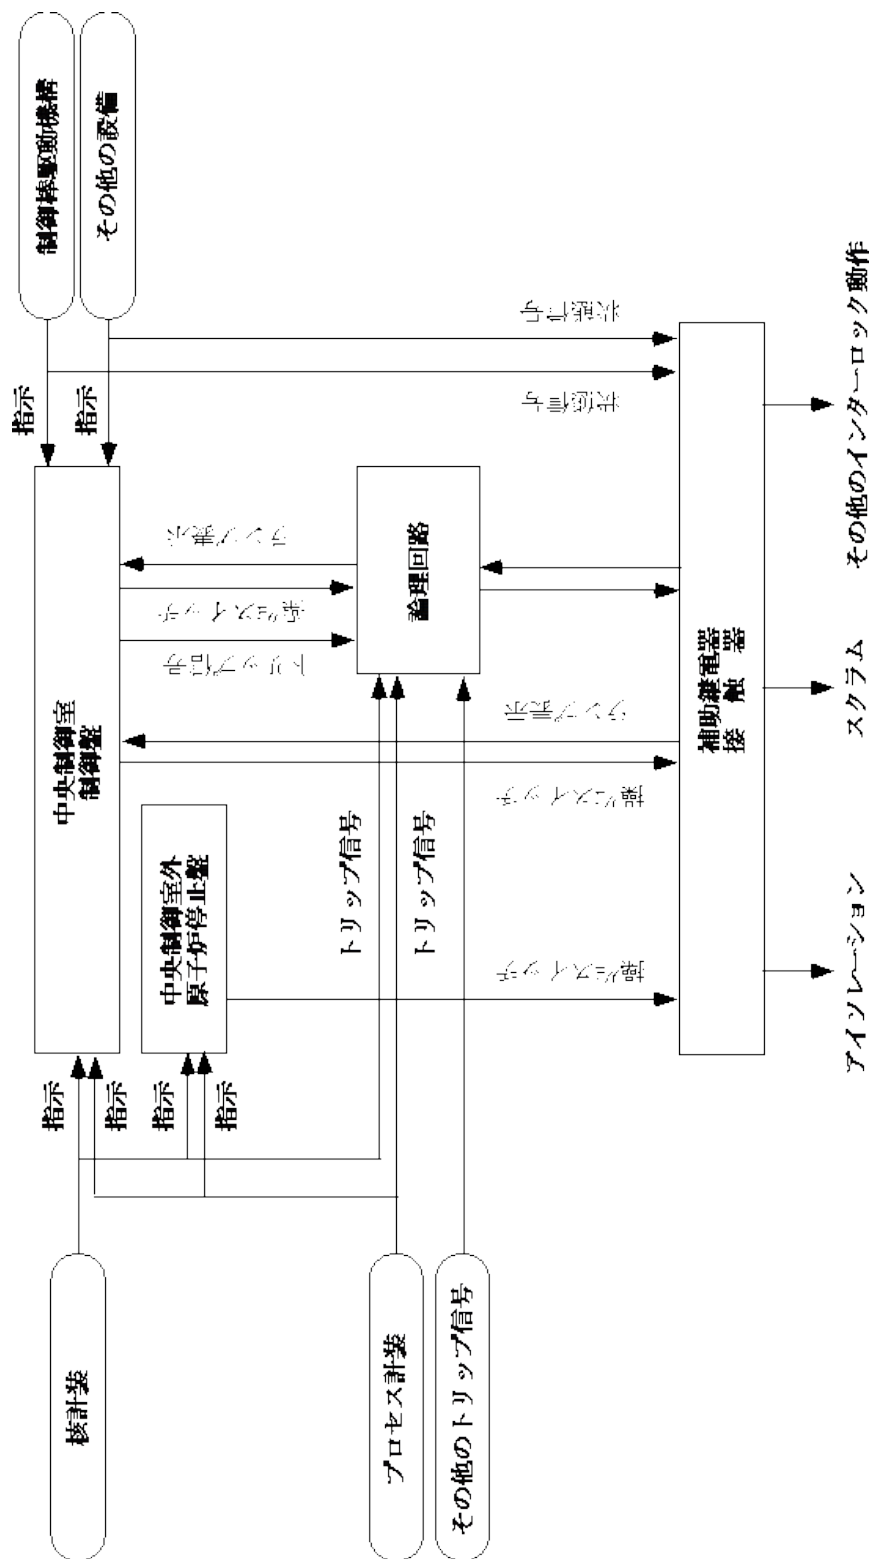 制御棒駆動機構
その他の設備
指示
指示
状態信号
状態信号
中央制御室
制御盤
ランプ表示
操作スイッチ
トリップ信号
論理回路
ランプ表示
操作スイッチ
補助継電器
接触器
中央制御室外
原子炉停止盤
トリップ信号
トリップ信号
操作スイッチ
指示
指示
指示
指示
核計装
プロセス計装
その他のトリップ信号
その他のインターロック動作
スクラム
アイソレーション